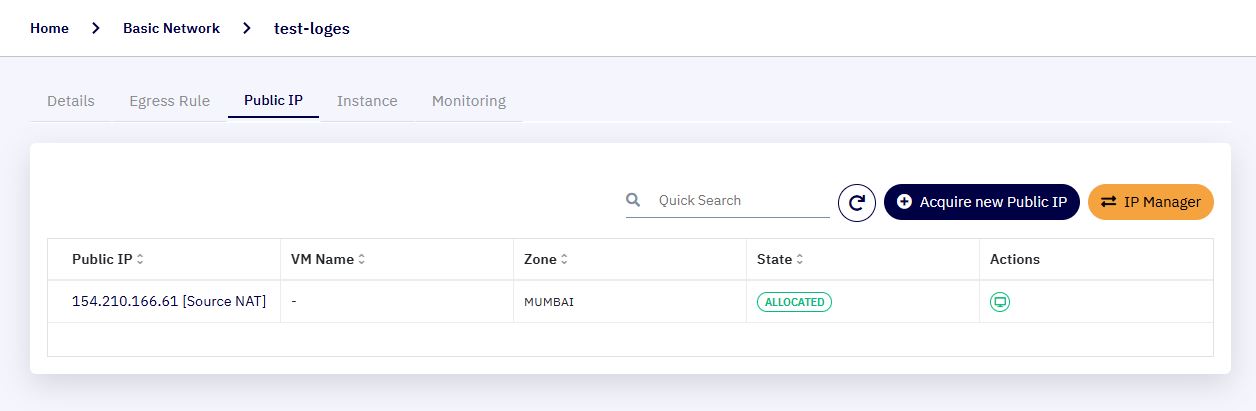 Home > Basic Network > test-loges
Details Egress Rule Public IP Instance Monitoring
Quick Search Acquire new Public IP IP Manager
Public IP VM Name Zone State Actions
154.210.166.61 [Source NAT] - MUMBAI ALLOCATED